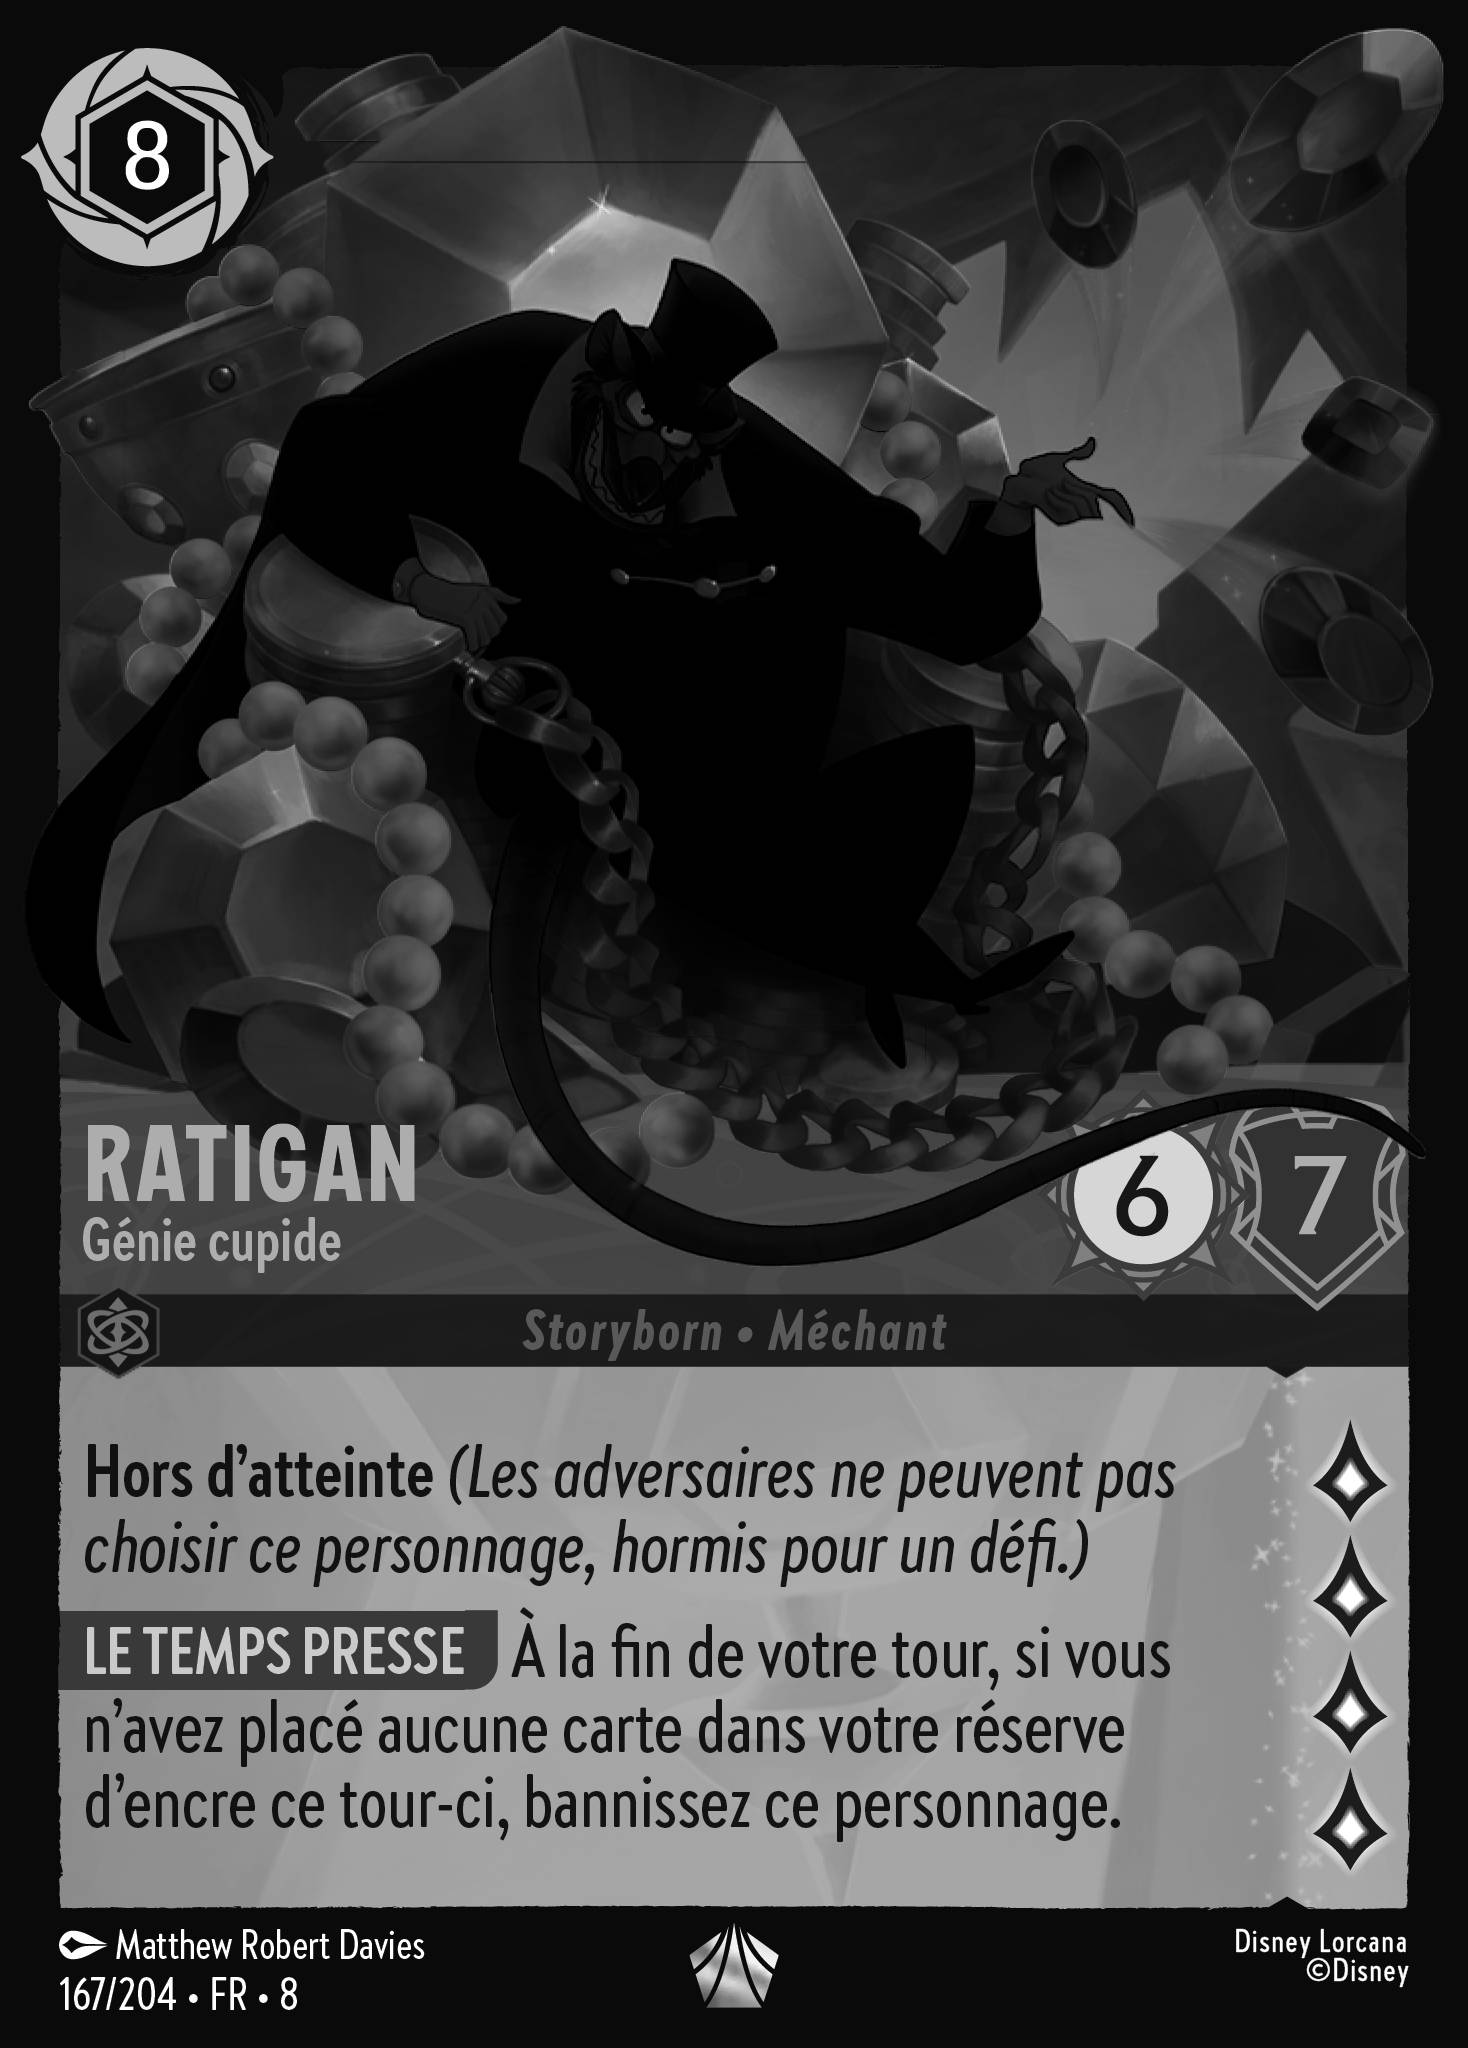 8
RATIGAN
Génie cupide
6 7
Storyborn • Méchant
Hors d’atteinte (Les adversaires ne peuvent pas
choisir ce personnage, hormis pour un défi.)
LE TEMPS PRESSE À la fin de votre tour, si vous
n’avez placé aucune carte dans votre réserve
d’encre ce tour-ci, bannissez ce personnage.
Matthew Robert Davies
167/204 • FR • 8
Disney Lorcana
©Disney